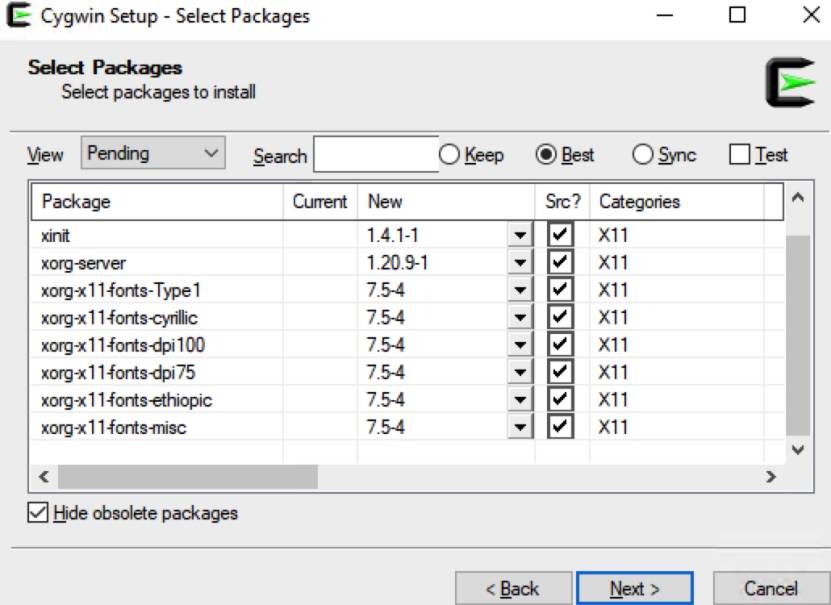 Cygwin Setup - Select Packages
Select Packages
Select packages to install
View Pending Search Keep Best Sync Test
Package Current New Src? Categories
xinit 1.4.1-1 X11
xorg-server 1.20.9-1 X11
xorg-x11-fonts-Type1 7.5-4 X11
xorg-x11-fonts-cyrillic 7.5-4 X11
xorg-x11-fonts-dpi100 7.5-4 X11
xorg-x11-fonts-dpi75 7.5-4 X11
xorg-x11-fonts-ethiopic 7.5-4 X11
xorg-x11-fonts-misc 7.5-4 X11
Hide obsolete packages
< Back Next > Cancel